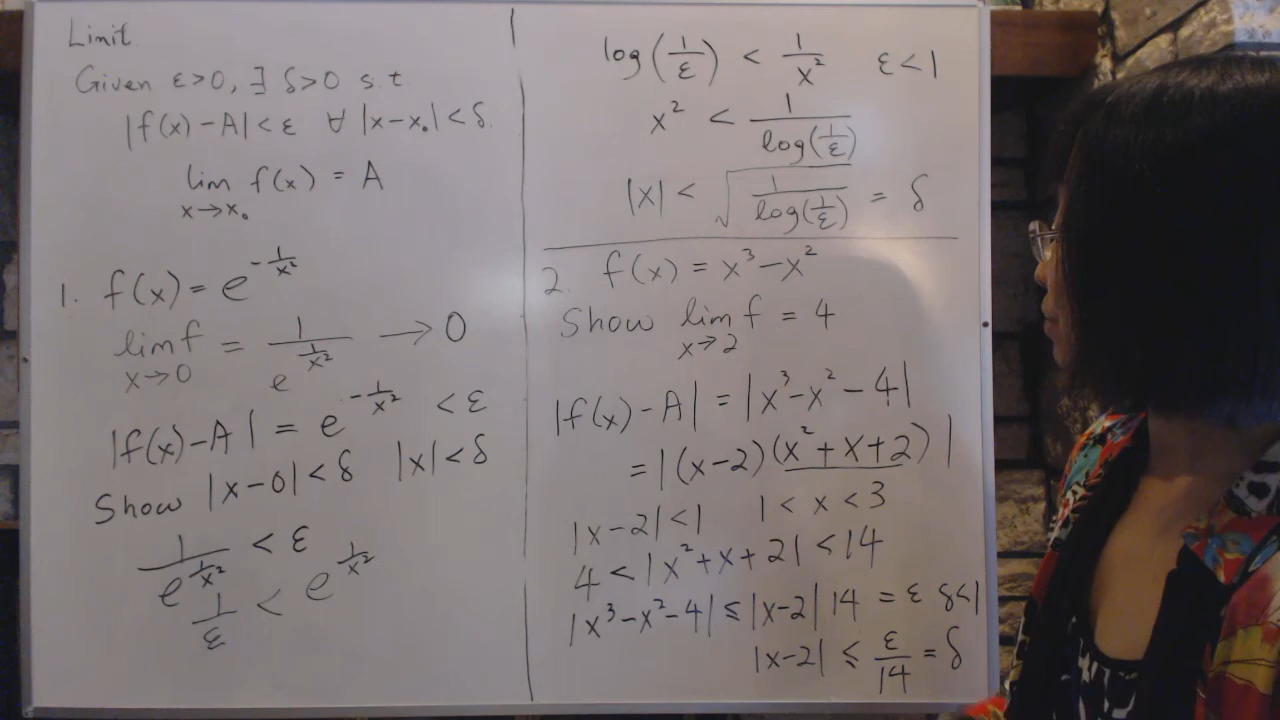 Limit.
Given ε>0, ∃ δ>0 s.t.
|f(x)-A|<ε ∀ |x-x₀|<δ.
lim f(x) = A
x→x₀
1. f(x) = e^{-1/x²}
lim f = 1/e^{1/x²} → 0
x→0
|f(x)-A| = e^{-1/x²} < ε
Show |x-0|<δ |x|<δ
1/e^{1/x²} < ε
1/ε < e^{1/x²}
log(1/ε) < 1/x² ε<1
x² < 1/log(1/ε)
|x| < √(1/log(1/ε)) = δ
2. f(x) = x³-x²
Show lim f = 4
x→2
|f(x)-A| = |x³-x²-4|
= |(x-2)(x²+x+2)|
|x-2|<1 1<x<3
4<|x²+x+2|<14
|x³-x²-4| ≤ |x-2|14 = ε δ<1
|x-2| ≤ ε/14 = δ